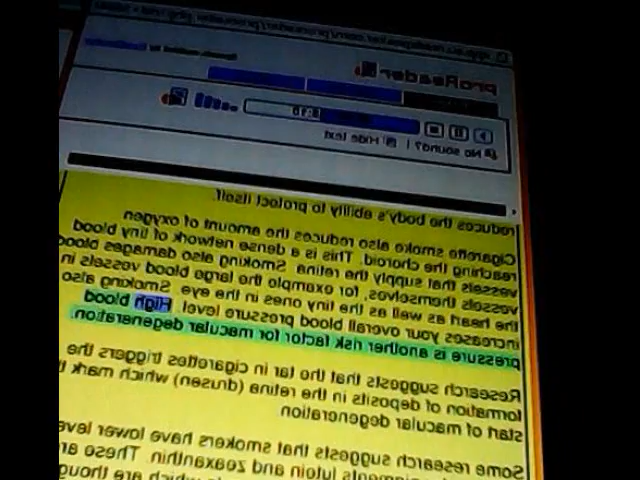 proReader
No sound? | Hide text
reduces the body's ability to protect itself.
Cigarette smoke also reduces the amount of oxygen
reaching the choroid. This is a dense network of tiny blood
vessels that supply the retina. Smoking also damages blood
vessels themselves, for example the large blood vessels in
the heart as well as the tiny ones in the eye. Smoking also
increases your overall blood pressure level. High blood
pressure is another risk factor for macular degeneration.
Research suggests that the tar in cigarettes triggers the
formation of deposits in the retina (drusen) which mark t
start of macular degeneration
Some research suggests that smokers have lower leve
lutein and zeaxanthin. These are
though